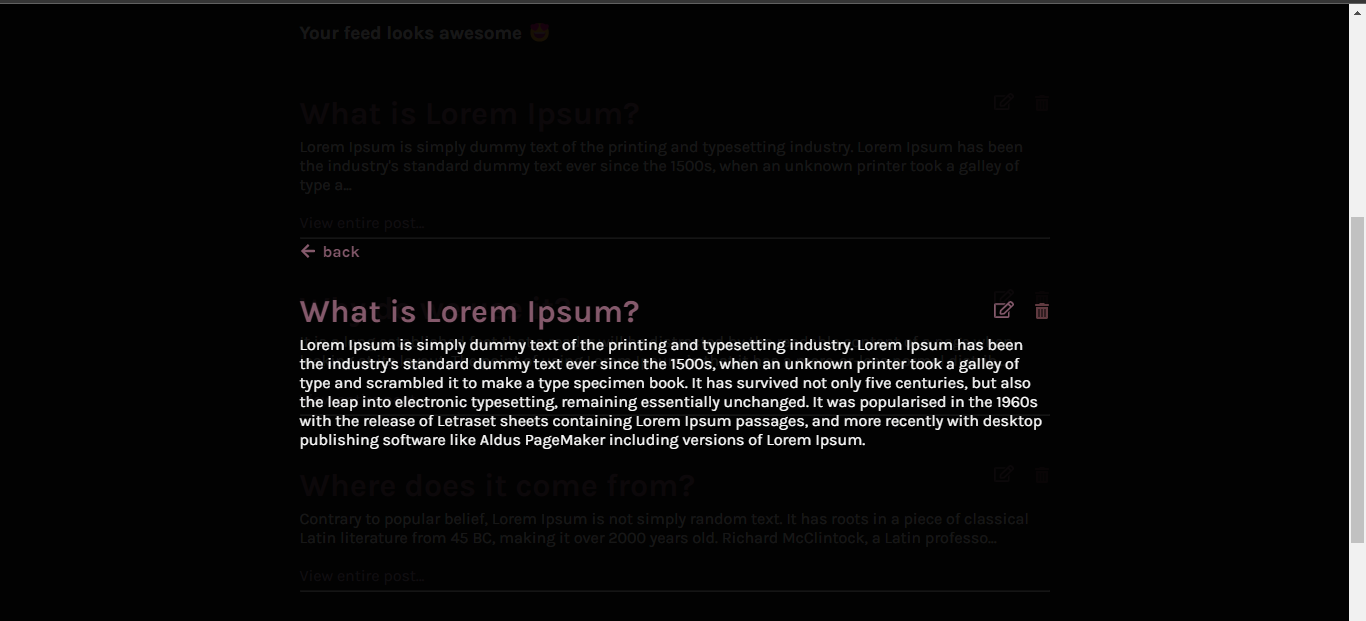 Your feed looks awesome 🤩
What is Lorem Ipsum?
Lorem Ipsum is simply dummy text of the printing and typesetting industry. Lorem Ipsum has been
the industry's standard dummy text ever since the 1500s, when an unknown printer took a galley of
type a...
View entire post...
back
What is Lorem Ipsum?
Lorem Ipsum is simply dummy text of the printing and typesetting industry. Lorem Ipsum has been
the industry's standard dummy text ever since the 1500s, when an unknown printer took a galley of
type and scrambled it to make a type specimen book. It has survived not only five centuries, but also
the leap into electronic typesetting, remaining essentially unchanged. It was popularised in the 1960s
with the release of Letraset sheets containing Lorem Ipsum passages, and more recently with desktop
publishing software like Aldus PageMaker including versions of Lorem Ipsum.
Where does it come from?
Contrary to popular belief, Lorem Ipsum is not simply random text. It has roots in a piece of classical
Latin literature from 45 BC, making it over 2000 years old. Richard McClintock, a Latin professo...
View entire post...